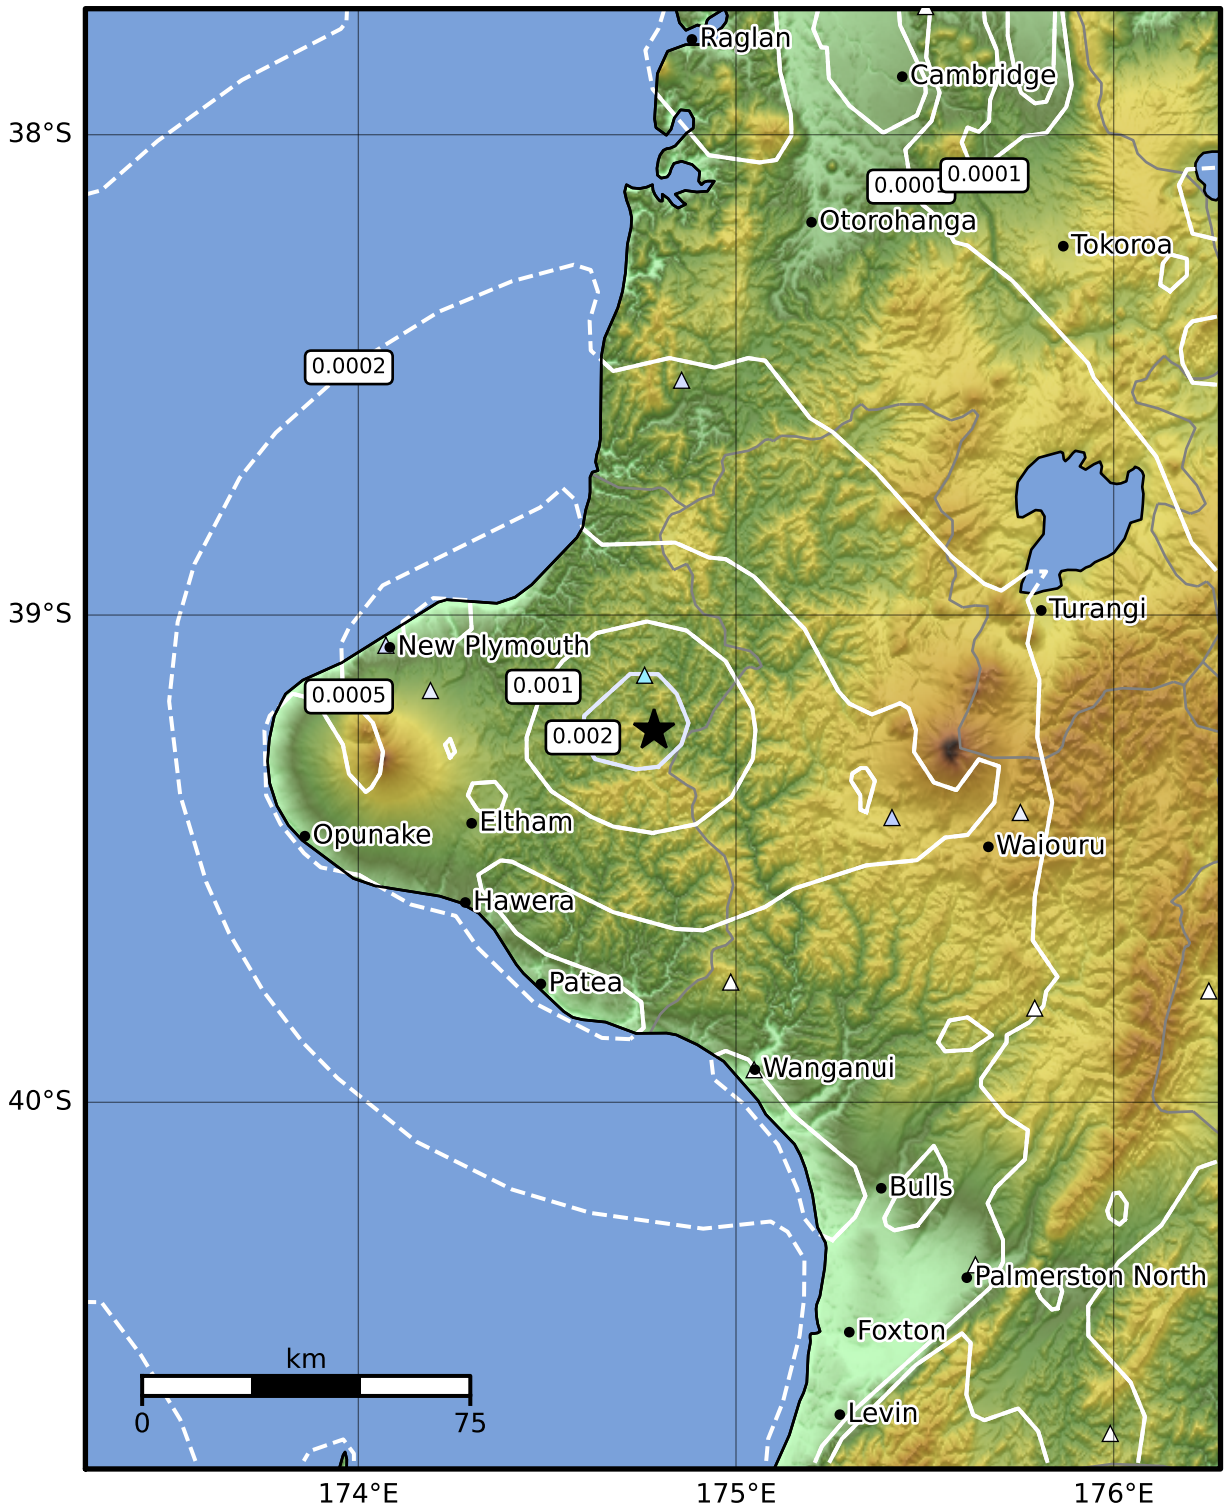 Raglan
Cambridge
38°S
0.0001
0.0001
Otorohanga
Tokoroa
0.0002
39°S
Turangi
New Plymouth
0.0005
0.001
0.002
Eltham
Opunake
Waiouru
Hawera
Patea
Wanganui
40°S
Bulls
Palmerston North
Foxton
km
0
75
Levin
174°E
175°E
176°E